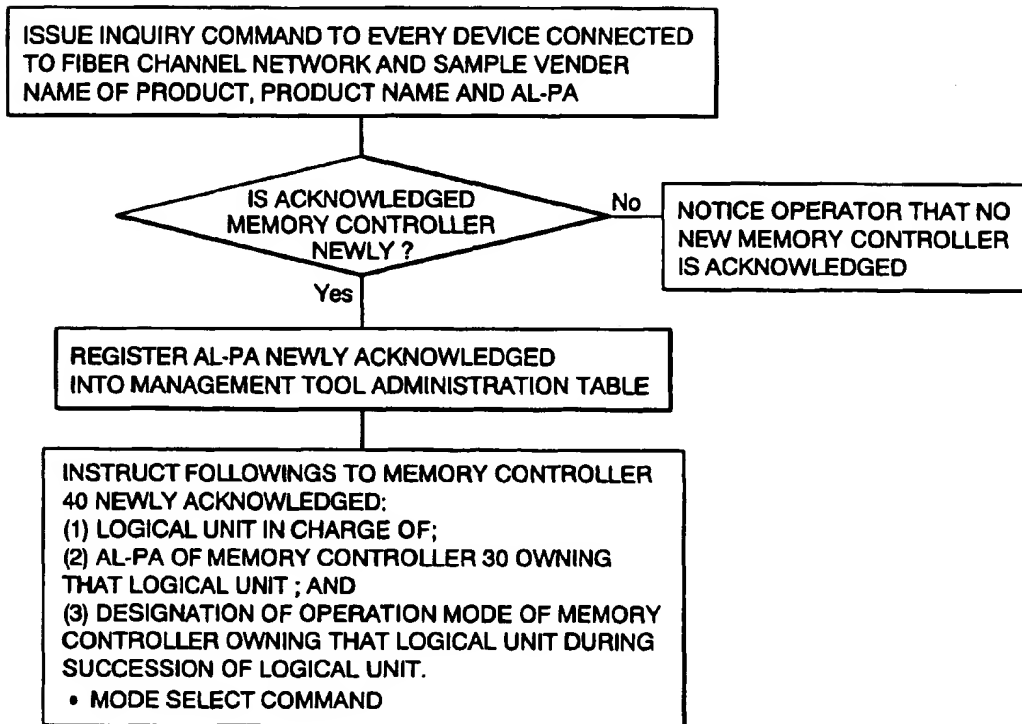 ISSUE INQUIRY COMMAND TO EVERY DEVICE CONNECTED
TO FIBER CHANNEL NETWORK AND SAMPLE VENDER
NAME OF PRODUCT, PRODUCT NAME AND AL-PA
IS ACKNOWLEDGED
MEMORY CONTROLLER
NEWLY ?
No
NOTICE OPERATOR THAT NO
NEW MEMORY CONTROLLER
IS ACKNOWLEDGED
Yes
REGISTER AL-PA NEWLY ACKNOWLEDGED
INTO MANAGEMENT TOOL ADMINISTRATION TABLE
INSTRUCT FOLLOWINGS TO MEMORY CONTROLLER
40 NEWLY ACKNOWLEDGED:
(1) LOGICAL UNIT IN CHARGE OF;
(2) AL-PA OF MEMORY CONTROLLER 30 OWNING
THAT LOGICAL UNIT ; AND
(3) DESIGNATION OF OPERATION MODE OF MEMORY
CONTROLLER OWNING THAT LOGICAL UNIT DURING
SUCCESSION OF LOGICAL UNIT.
• MODE SELECT COMMAND